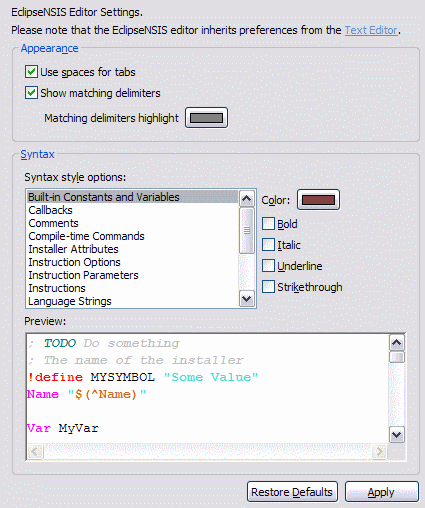 EclipseNSIS Editor Settings.
Please note that the EclipseNSIS editor inherits preferences from the Text Editor.
Appearance
Use spaces for tabs
Show matching delimiters
Matching delimiters highlight
Syntax
Syntax style options:
Built-in Constants and Variables
Callbacks
Comments
Compile-time Commands
Installer Attributes
Instruction Options
Instruction Parameters
Instructions
Language Strings
Color:
Bold
Italic
Underline
Strikethrough
Preview:
; TODO Do something
; The name of the installer
!define MYSYMBOL "Some Value"
Name "$(^Name)"
Var MyVar
Restore Defaults
Apply